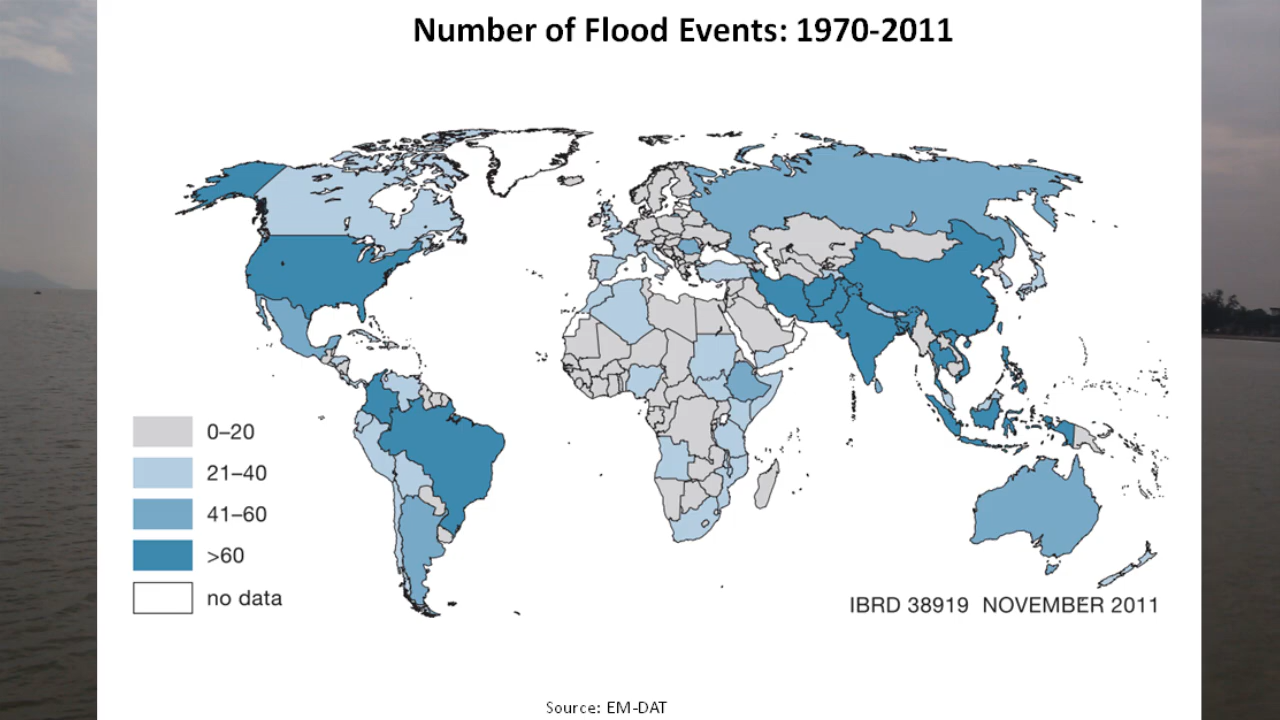 Number of Flood Events: 1970-2011
0–20
21–40
41–60
>60
no data
IBRD 38919 NOVEMBER 2011
Source: EM-DAT